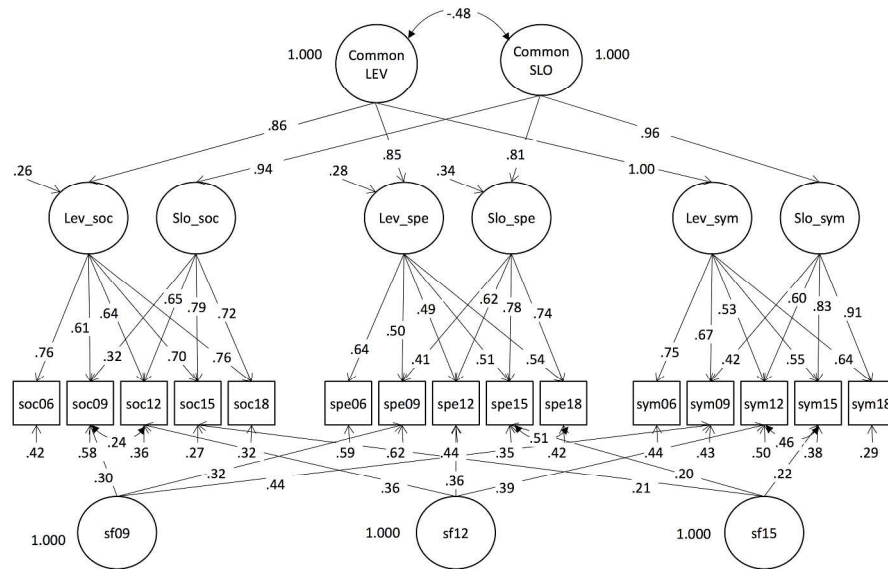 -.48
1.000
Common
LEV
Common
SLO
1.000
.86
.96
.94
.85
.81
1.00
.26
.28
.34
Lev_soc
Slo_soc
Lev_spe
Slo_spe
Lev_sym
Slo_sym
.76
.61
.64
.32
.65
.70
.79
.76
.72
.64
.50
.49
.41
.62
.51
.78
.54
.74
.75
.67
.53
.42
.60
.55
.83
.64
.91
soc06
soc09
soc12
soc15
soc18
spe06
spe09
spe12
spe15
spe18
sym06
sym09
sym12
sym15
sym18
.42
.58
.24
.36
.27
.32
.59
.62
.44
.35
.51
.42
.44
.43
.50
.46
.38
.29
.30
.32
.44
.36
.36
.39
.21
.20
.22
1.000
sf09
1.000
sf12
1.000
sf15